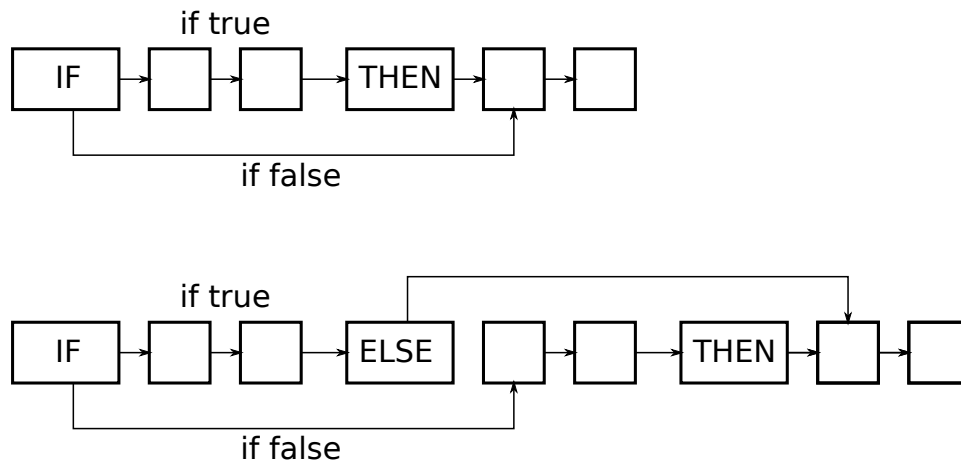 if true
IF THEN
if false
if true
IF ELSE THEN
if false